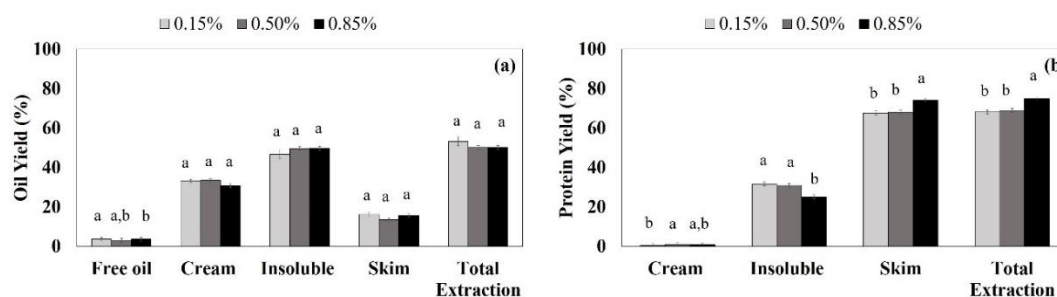 0.15% 0.50% 0.85%
100
80
60
40
20
0
Oil Yield (%)
(a)
a a,b b
a a a
a a a
a a a
a a a
Free oil Cream Insoluble Skim Total
Extraction
0.15% 0.50% 0.85%
100
80
60
40
20
0
Protein Yield (%)
(b
b a a,b
a a b
b b a
b b a
Cream Insoluble Skim Total
Extraction